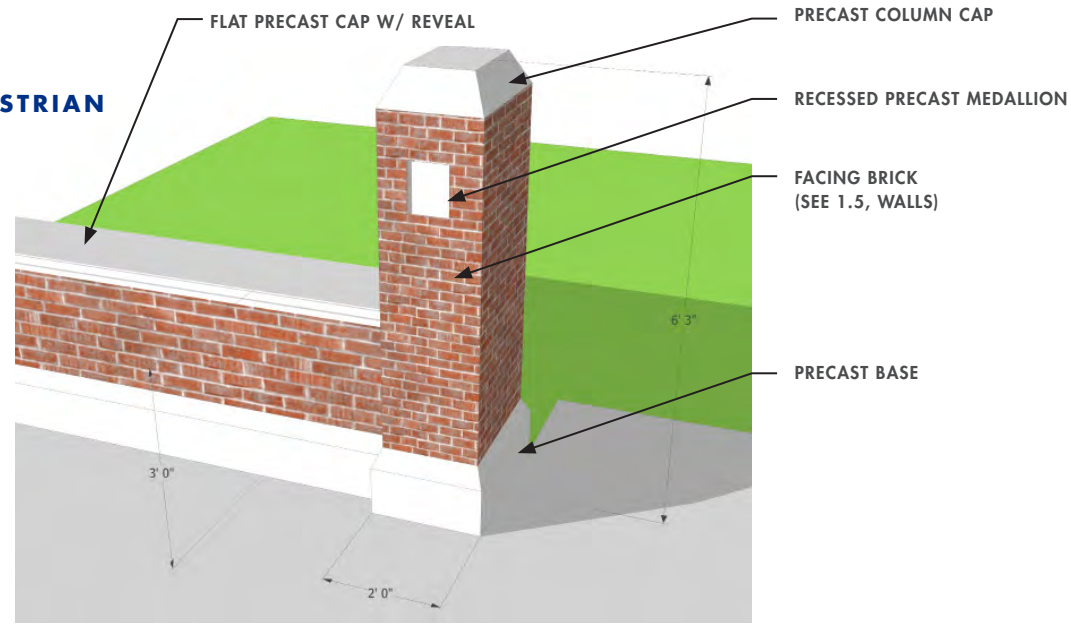 FLAT PRECAST CAP W/ REVEAL
PRECAST COLUMN CAP
STRIAN
RECESSED PRECAST MEDALLION
FACING BRICK
(SEE 1.5, WALLS)
6' 3"
PRECAST BASE
3' 0"
2' 0"